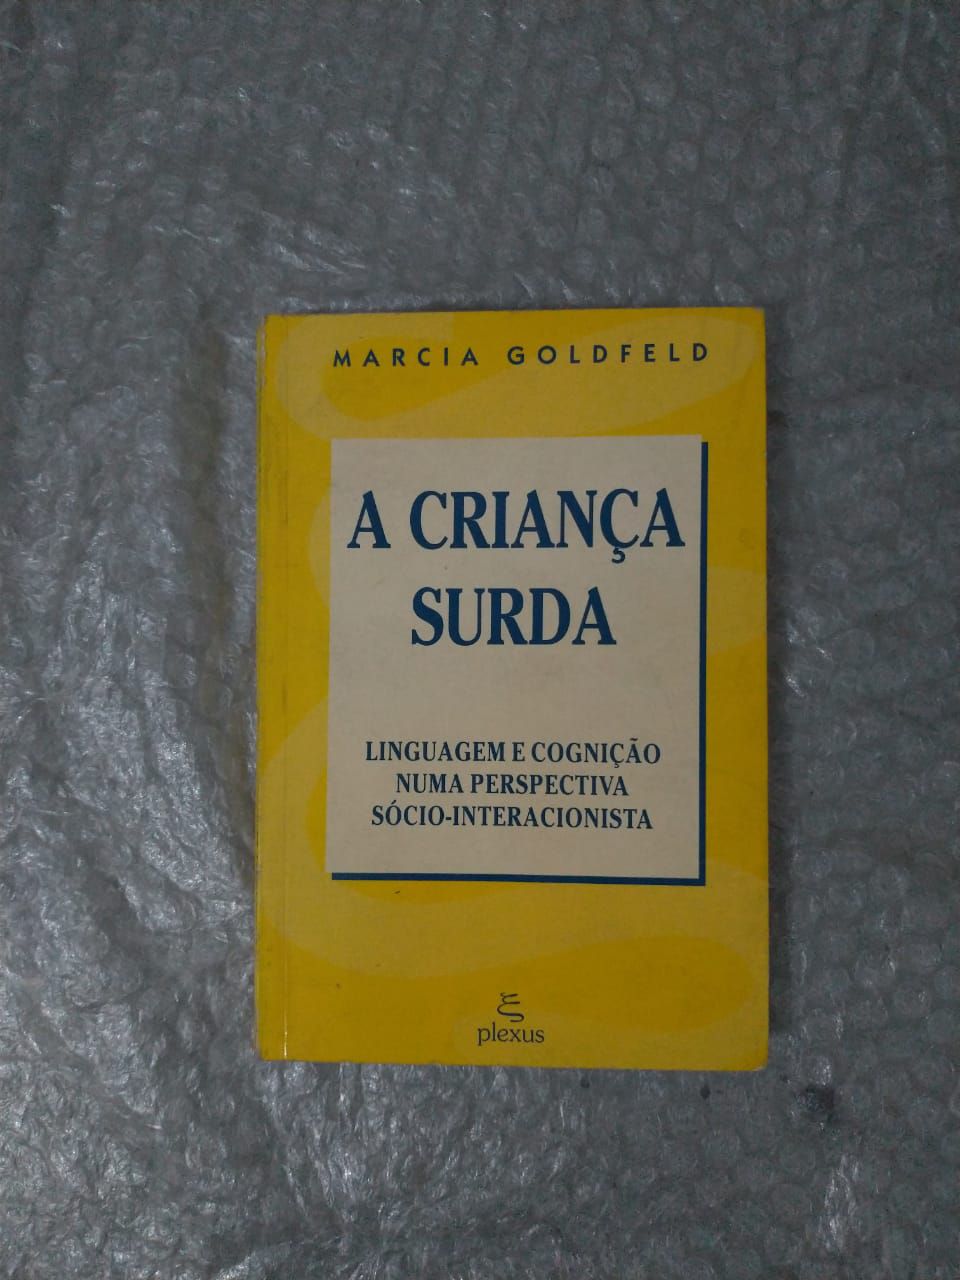 MARCIA GOLDFELD
A CRIANÇA
SURDA
LINGUAGEM E COGNIÇÃO
NUMA PERSPECTIVA
SÓCIO-INTERACIONISTA
plexus